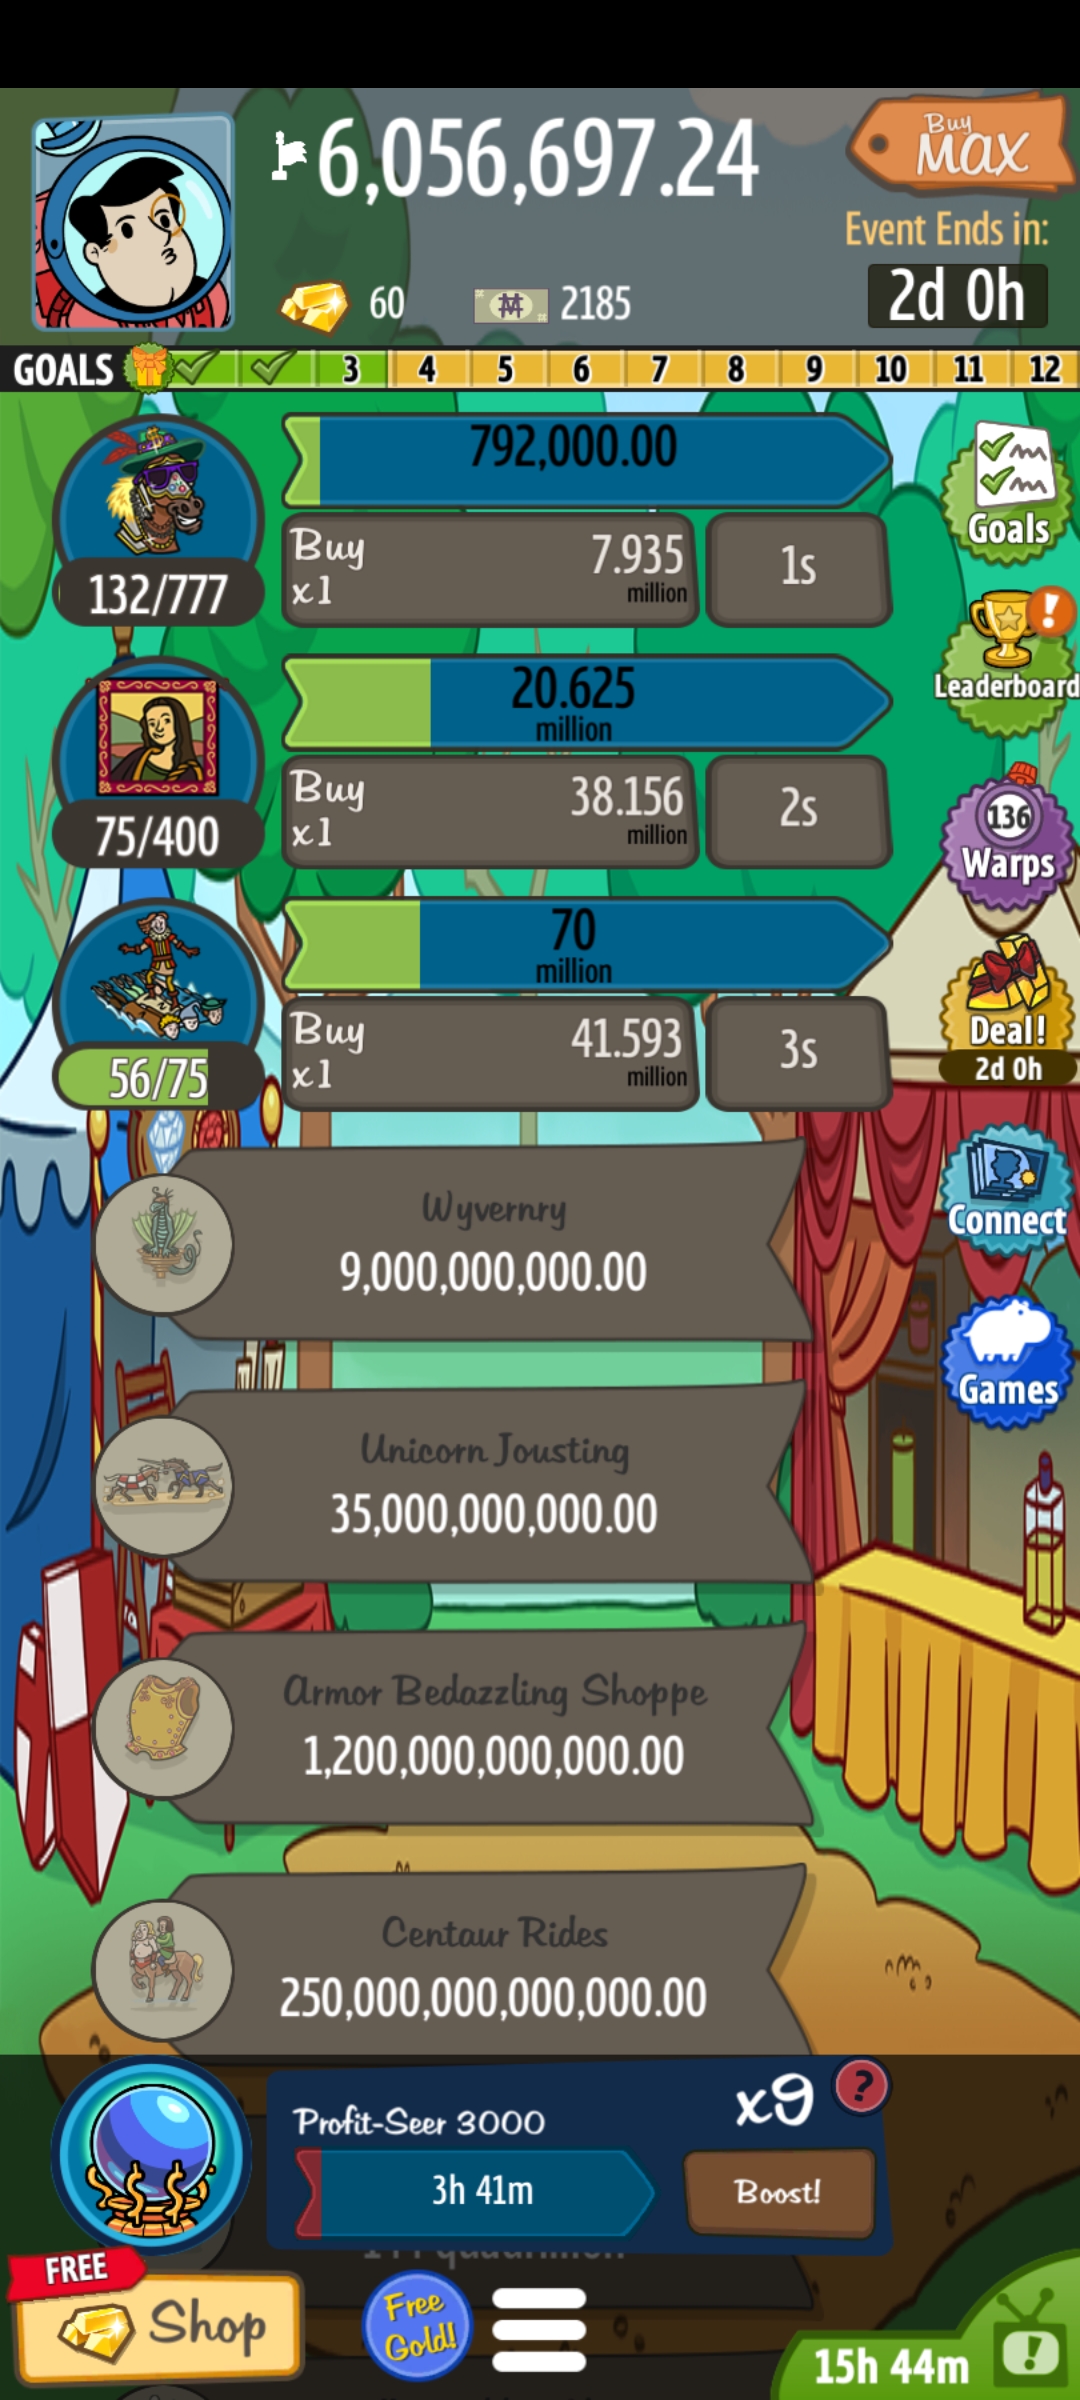 6,056,697.24
Buy
MAX
Event Ends in:
2d 0h
60
2185
GOALS 3 4 5 6 7 8 9 10 11 12
792,000.00
Buy
x1
7.935
million
1s
132/777
Goals
20.625
million
Leaderboard
Buy
x1
38.156
million
2s
75/400
136
Warps
70
million
Buy
x1
41.593
million
3s
56/75
Deal!
2d 0h
Wyvernry
9,000,000,000.00
Connect
Unicorn Jousting
35,000,000,000.00
Games
Armor Bedazzling Shoppe
1,200,000,000,000.00
Centaur Rides
250,000,000,000,000.00
Profit-Seer 3000
x9
?
3h 41m
Boost!
FREE
Shop
Free
Gold!
15h 44m